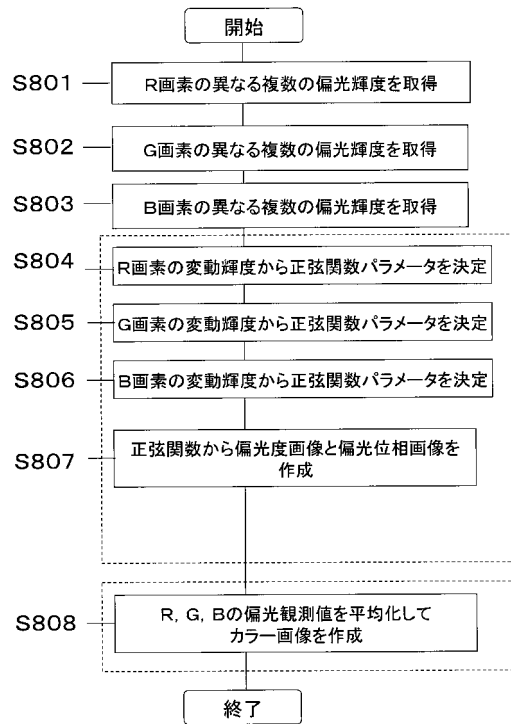 開始
S801
R画素の異なる複数の偏光輝度を取得
S802
G画素の異なる複数の偏光輝度を取得
S803
B画素の異なる複数の偏光輝度を取得
S804
R画素の変動輝度から正弦関数パラメータを決定
S805
G画素の変動輝度から正弦関数パラメータを決定
S806
B画素の変動輝度から正弦関数パラメータを決定
S807
正弦関数から偏光度画像と偏光位相画像を
作成
S808
R, G, Bの偏光観測値を平均化して
カラー画像を作成
終了